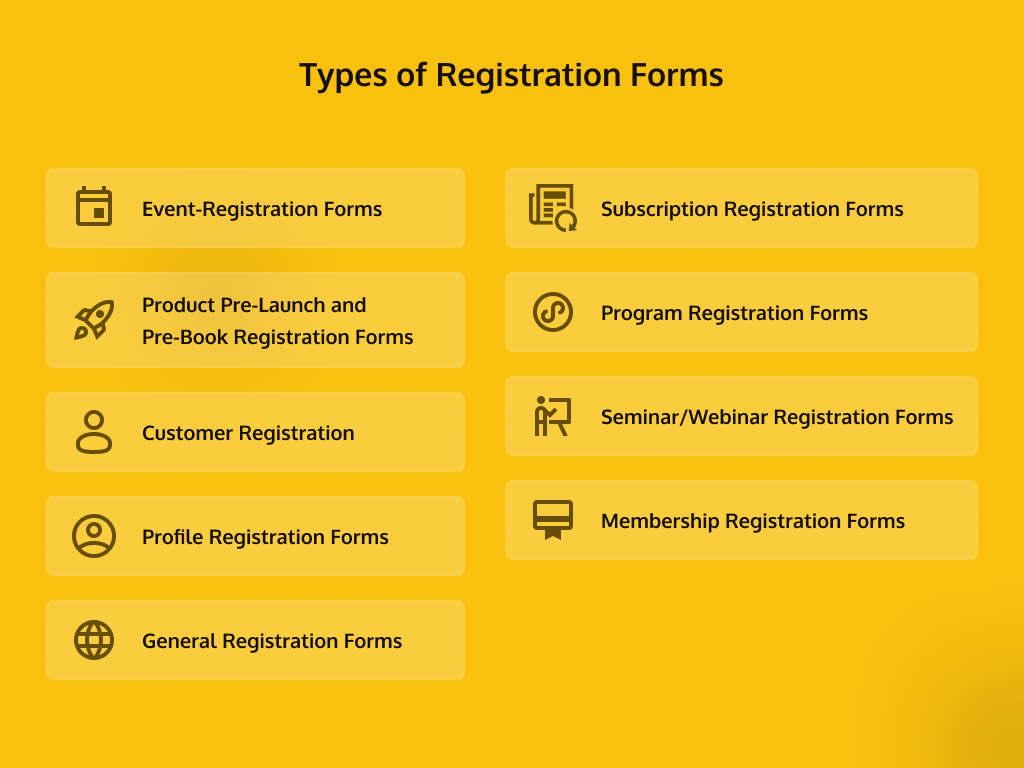 Types of Registration Forms
Event-Registration Forms
Product Pre-Launch and
Pre-Book Registration Forms
Customer Registration
Profile Registration Forms
General Registration Forms
Subscription Registration Forms
Program Registration Forms
Seminar/Webinar Registration Forms
Membership Registration Forms